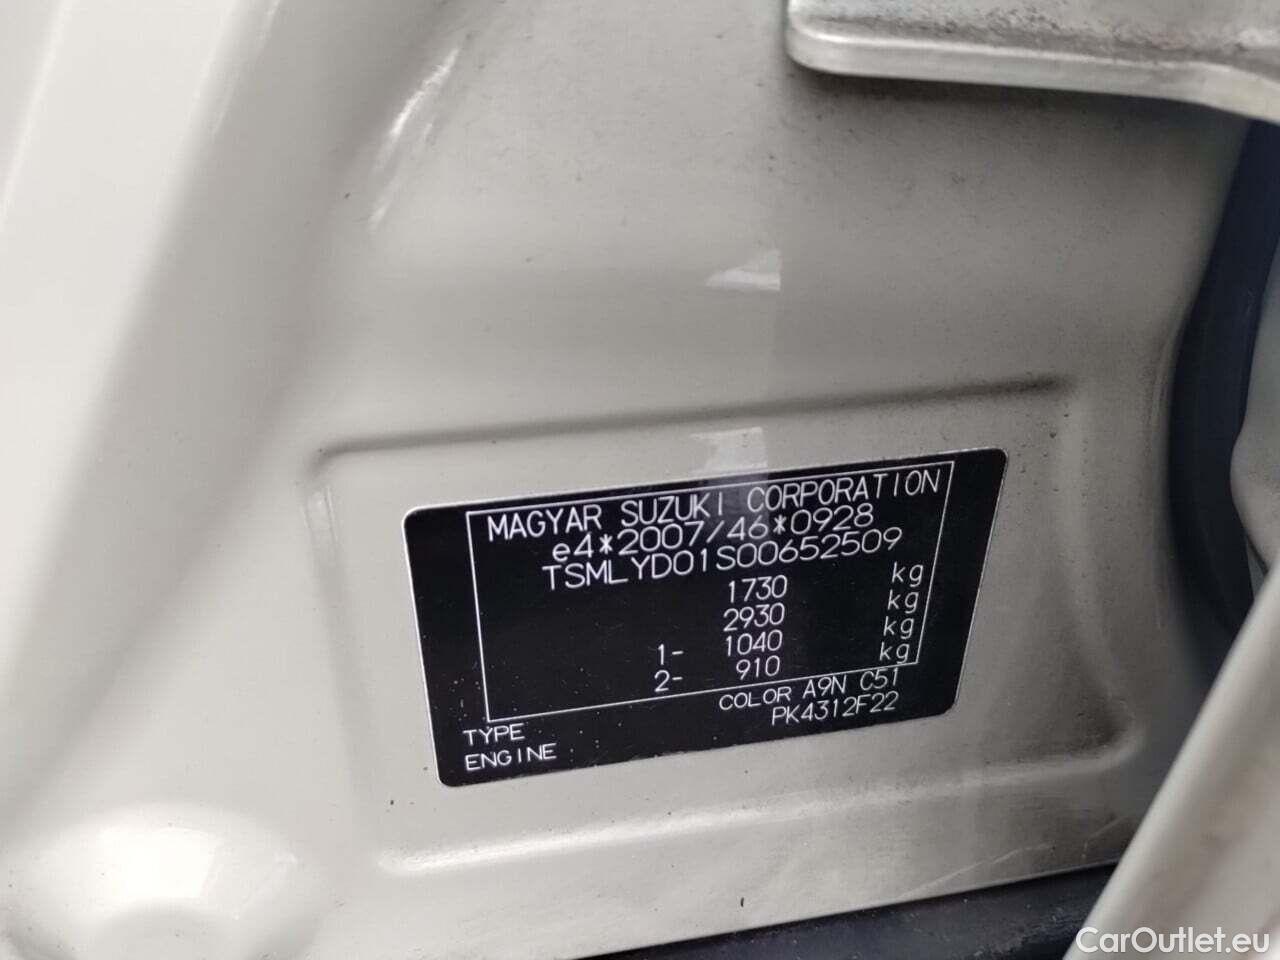 MAGYAR SUZUKI CORPORATION
e4*2007/46*0928
TSMLYD01S00652509
1730 kg
2930 kg
1- 1040 kg
2- 910 kg
COLOR A9N C51
TYPE PK4312F22
ENGINE
CarOutlet.eu